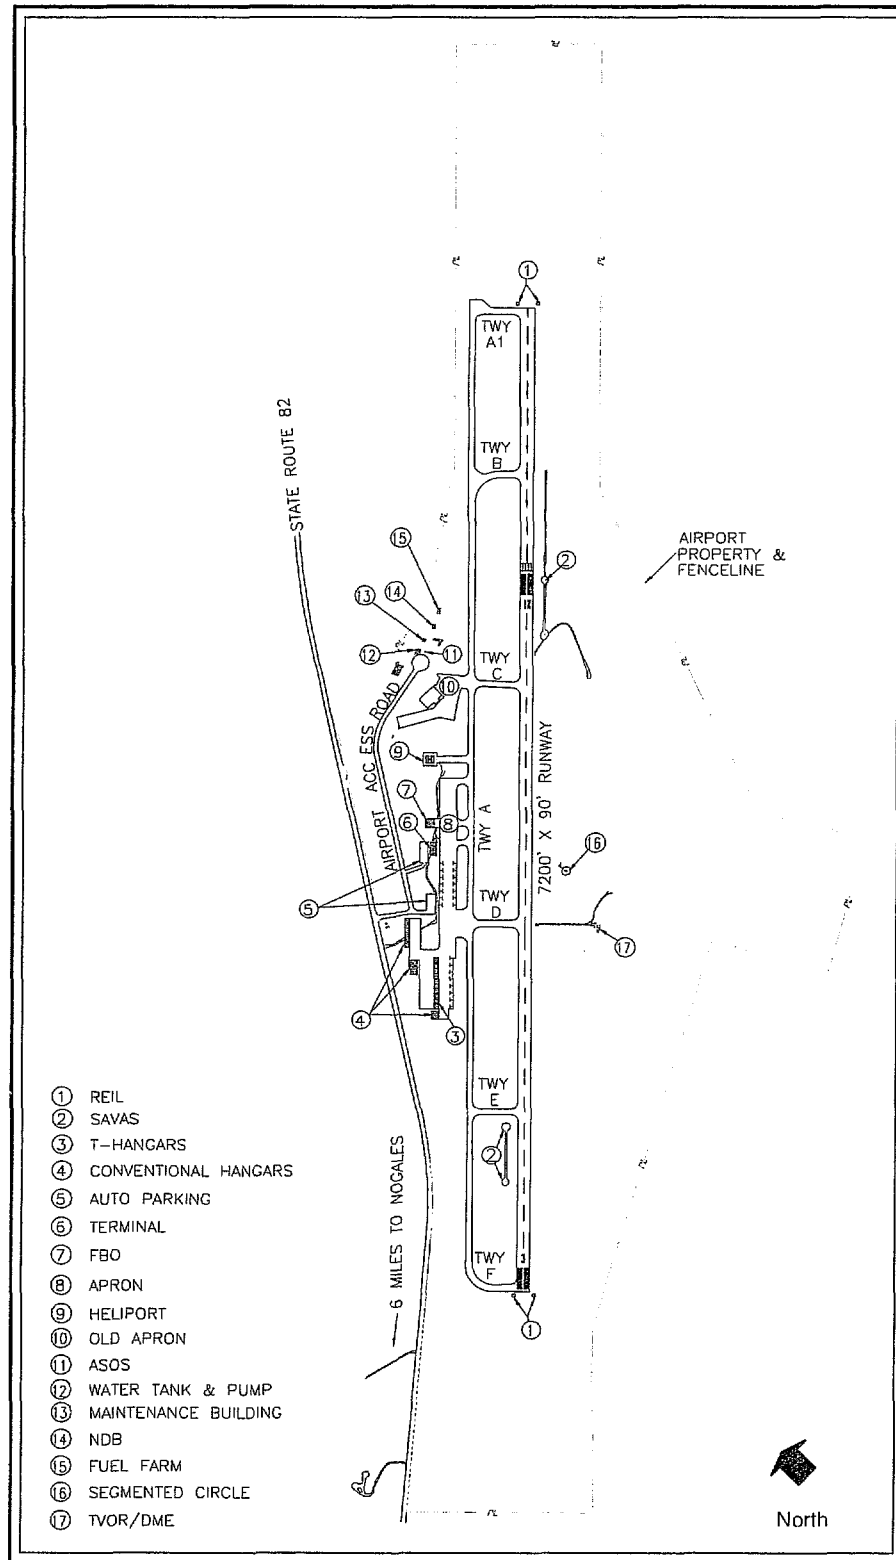 1
TWY
A1
STATE ROUTE 82
TWY
B
15
AIRPORT
PROPERTY &
FENCELINE
2
14
13
12
11
TWY
C
10
AIRPORT ACC ESS ROAD
9
H
7200' X 90' RUNWAY
7
TWY A
8
6
16
5
TWY
D
17
4
3
TWY
E
2
6 MILES TO NOGALES
TWY
F
3
1
1 REIL
2 SAVAS
3 T-HANGARS
4 CONVENTIONAL HANGARS
5 AUTO PARKING
6 TERMINAL
7 FBO
8 APRON
9 HELIPORT
10 OLD APRON
11 ASOS
12 WATER TANK & PUMP
13 MAINTENANCE BUILDING
14 NDB
15 FUEL FARM
16 SEGMENTED CIRCLE
17 TVOR/DME
North